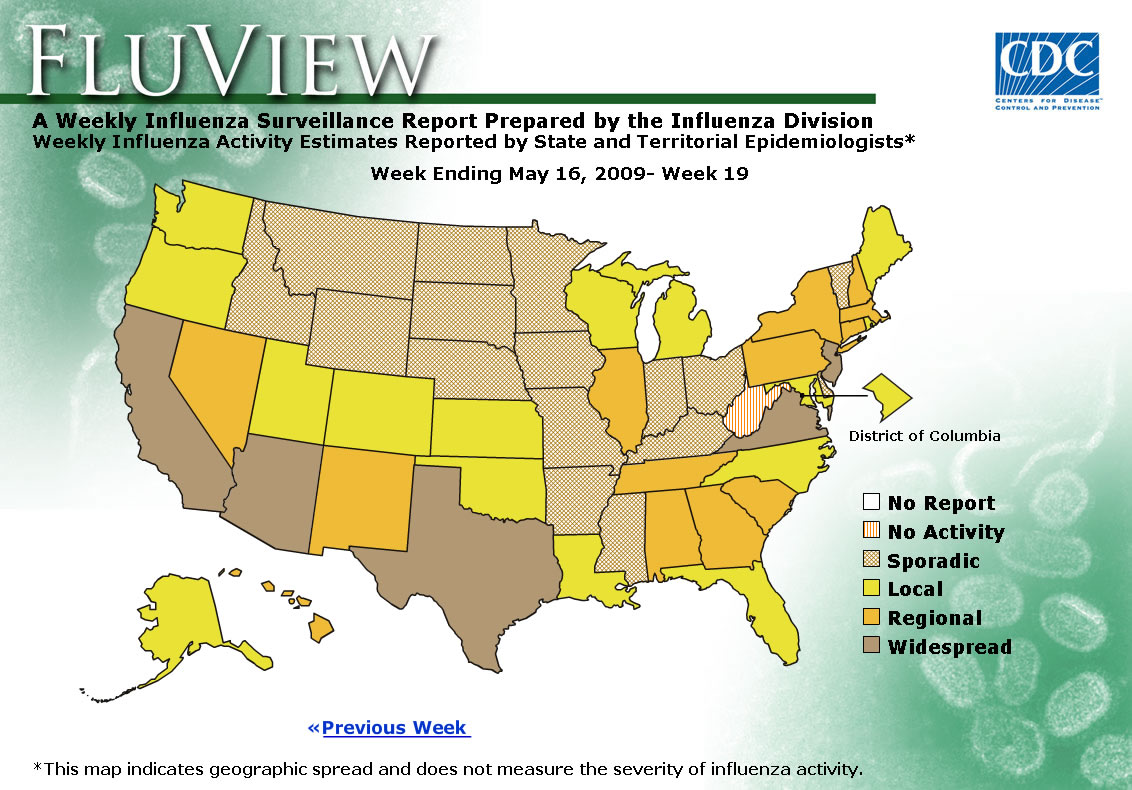 FLUVIEW
CDC
CENTERS FOR DISEASE™
CONTROL AND PREVENTION
A Weekly Influenza Surveillance Report Prepared by the Influenza Division
Weekly Influenza Activity Estimates Reported by State and Territorial Epidemiologists*
Week Ending May 16, 2009- Week 19
District of Columbia
No Report
No Activity
Sporadic
Local
Regional
Widespread
«Previous Week
*This map indicates geographic spread and does not measure the severity of influenza activity.